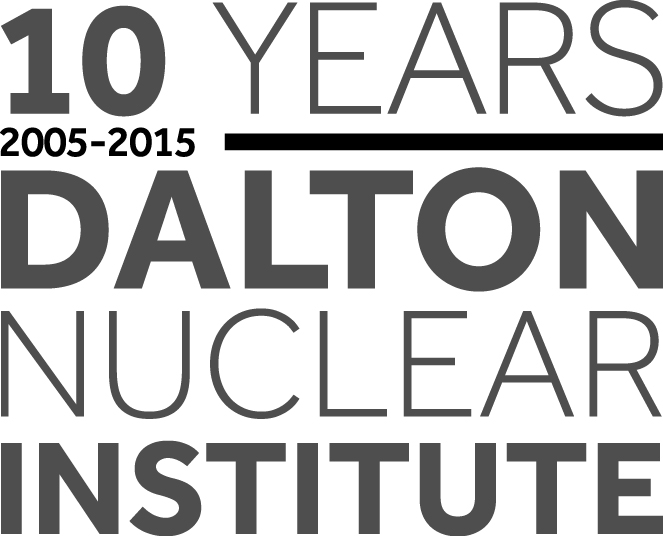 10 YEARS
2005-2015
DALTON
NUCLEAR
INSTITUTE